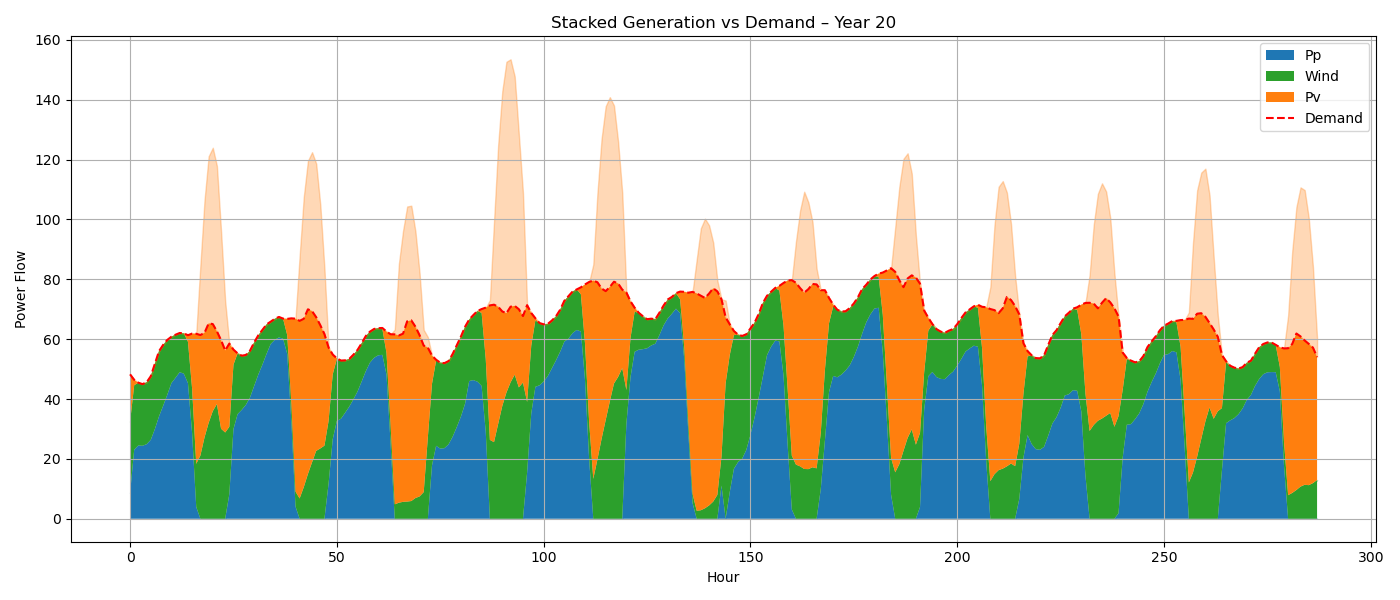 Stacked Generation vs Demand – Year 20
Power Flow
160
140
120
100
80
60
40
20
0
0 50 100 150 200 250 300
Hour
Pp
Wind
Pv
Demand